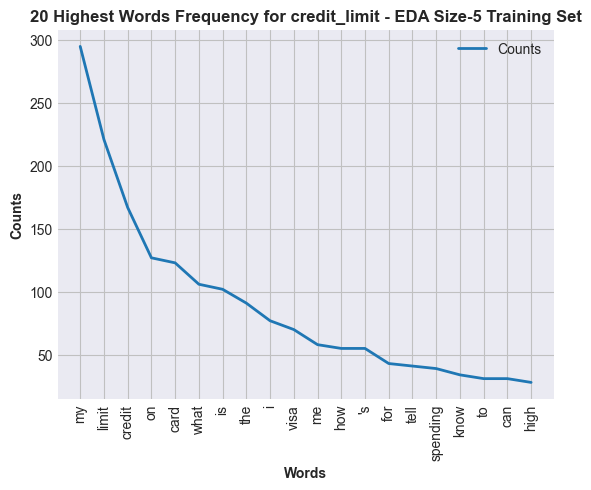 20 Highest Words Frequency for credit_limit - EDA Size-5 Training Set
Counts
300
250
200
150
100
50
Counts
my
limit
credit
on
card
what
is
the
i
visa
me
how
's
for
tell
spending
know
to
can
high
Words